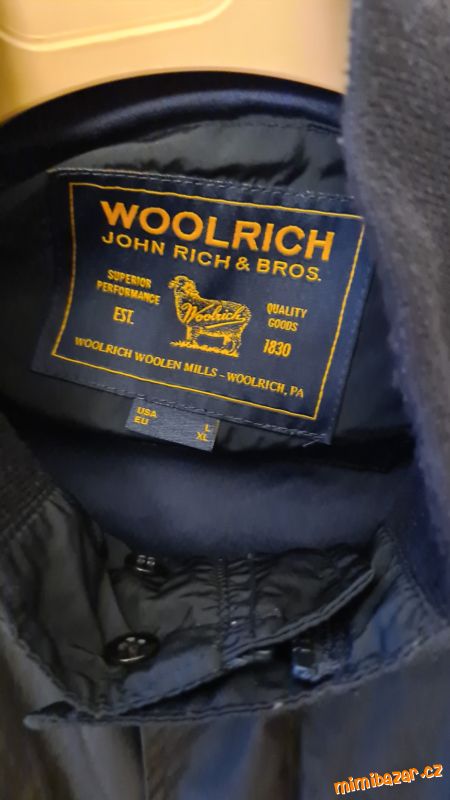 WOOLRICH
JOHN RICH & BROS.
SUPERIOR
PERFORMANCE
EST.
Woolrich
QUALITY
GOODS
1830
WOOLRICH WOOLEN MILLS - WOOLRICH, PA
USA L
EU XL
mimibazar.cz